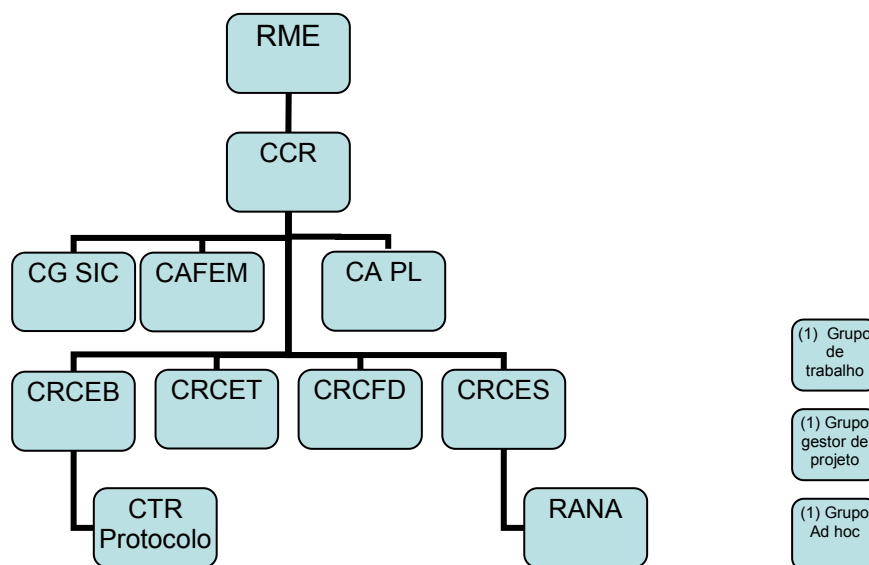 RME
CCR
CG SIC
CAFEM
CA PL
CRCEB
CRCET
CRCFD
CRCES
CTR
Protocolo
RANA
(1) Grupo
de
trabalho
(1) Grupo
gestor de
projeto
(1) Grupo
Ad hoc